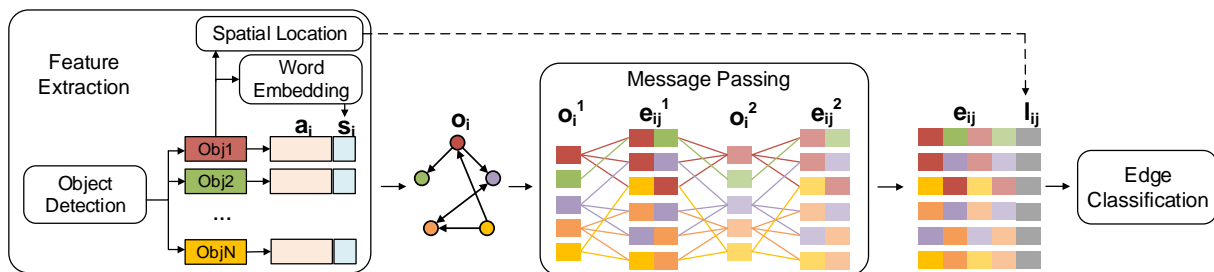 Feature
Extraction
Spatial Location
Word
Embedding
a_i s_i
Object
Detection
Obj1
Obj2
...
ObjN
o_i
Message Passing
o_i^1 e_ij^1 o_i^2 e_ij^2
e_ij l_ij
Edge
Classification